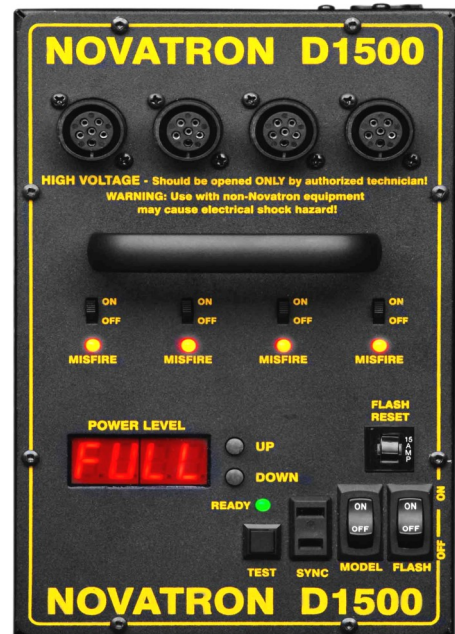 NOVATRON D1500
HIGH VOLTAGE - Should be opened ONLY by authorized technician!
WARNING: Use with non-Novatron equipment
may cause electrical shock hazard!
ON ON ON ON
OFF OFF OFF OFF
MISFIRE MISFIRE MISFIRE MISFIRE
FLASH
RESET
15
AMP
POWER LEVEL
FULL
UP
DOWN
READY
ON ON ON
OFF OFF OFF
TEST SYNC MODEL FLASH
NOVATRON D1500